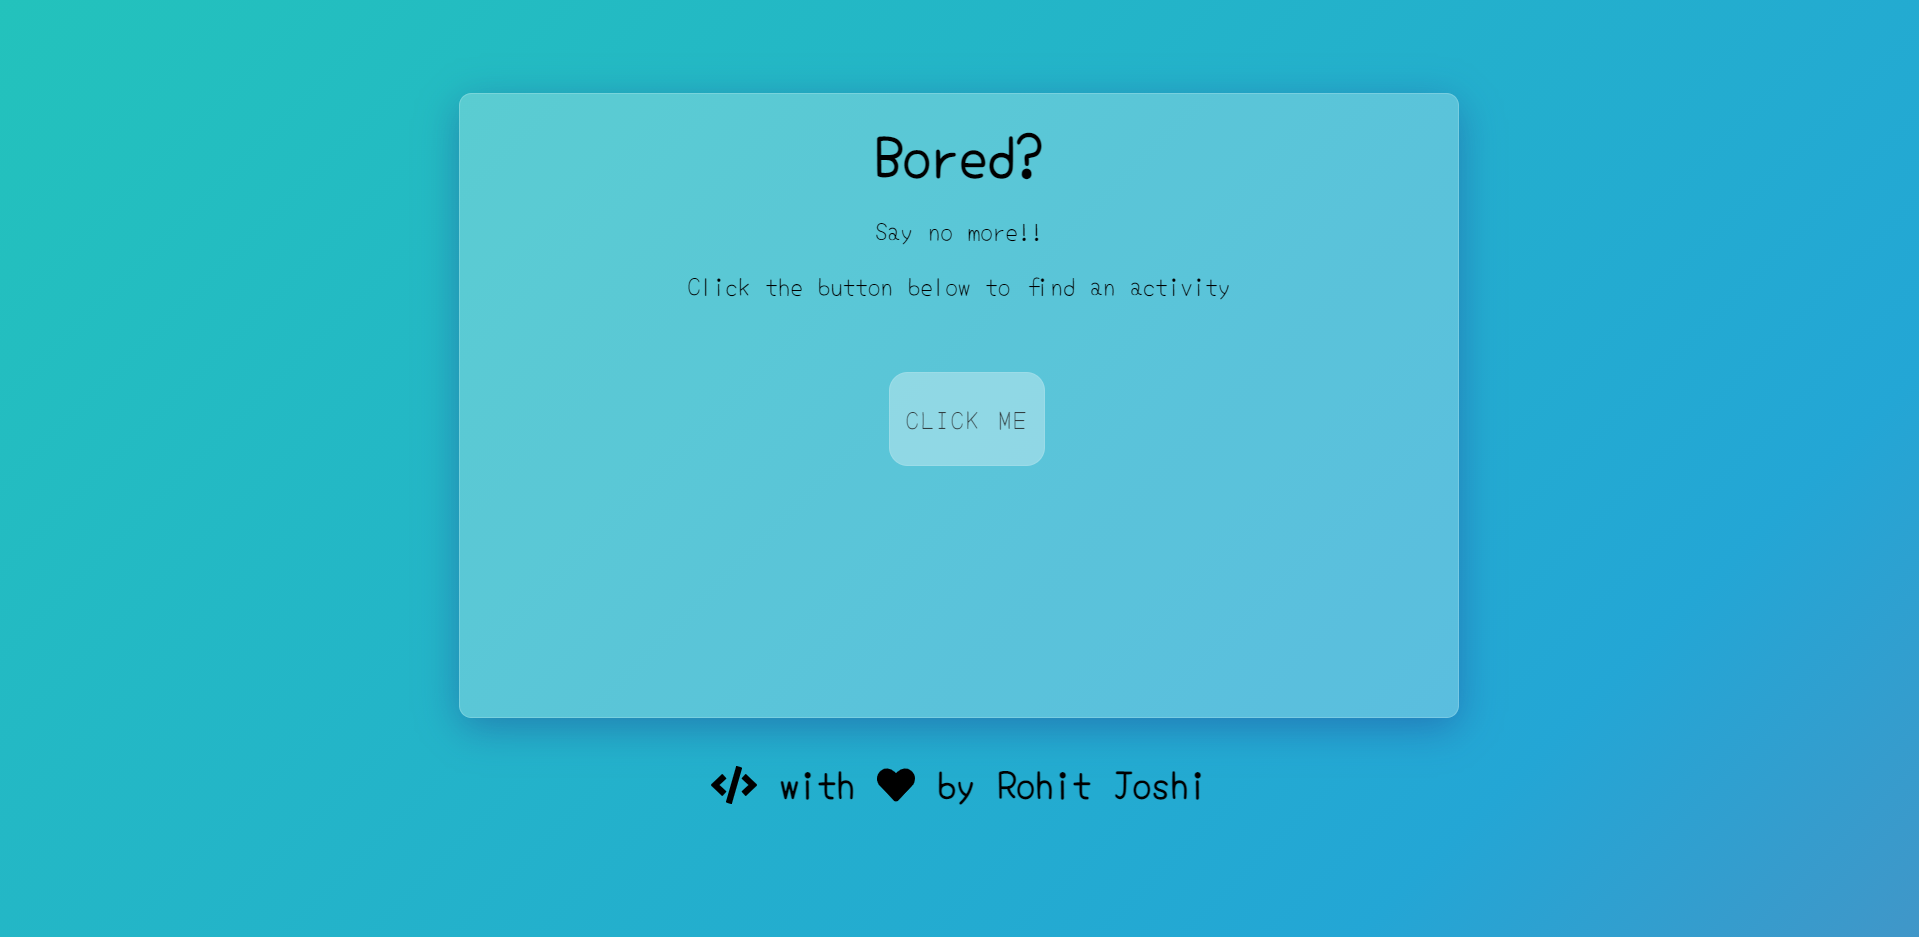 Bored?
Say no more!!
Click the button below to find an activity
CLICK ME
</> with ♥ by Rohit Joshi